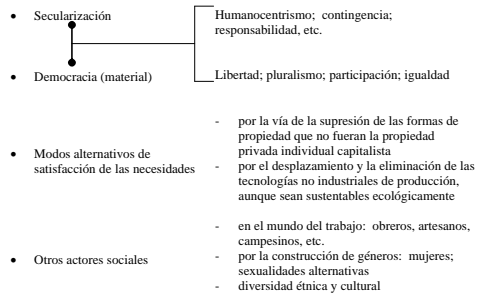 • Secularización
Humanocentrismo; contingencia;
responsabilidad, etc.
• Democracia (material)
Libertad; pluralismo; participación; igualdad
• Modos alternativos de
satisfacción de las necesidades
- por la vía de la supresión de las formas de
propiedad que no fueran la propiedad
privada individual capitalista
- por el desplazamiento y la eliminación de las
tecnologías no industriales de producción,
aunque sean sustentables ecológicamente
• Otros actores sociales
- en el mundo del trabajo: obreros, artesanos,
campesinos, etc.
- por la construcción de géneros: mujeres;
sexualidades alternativas
- diversidad étnica y cultural